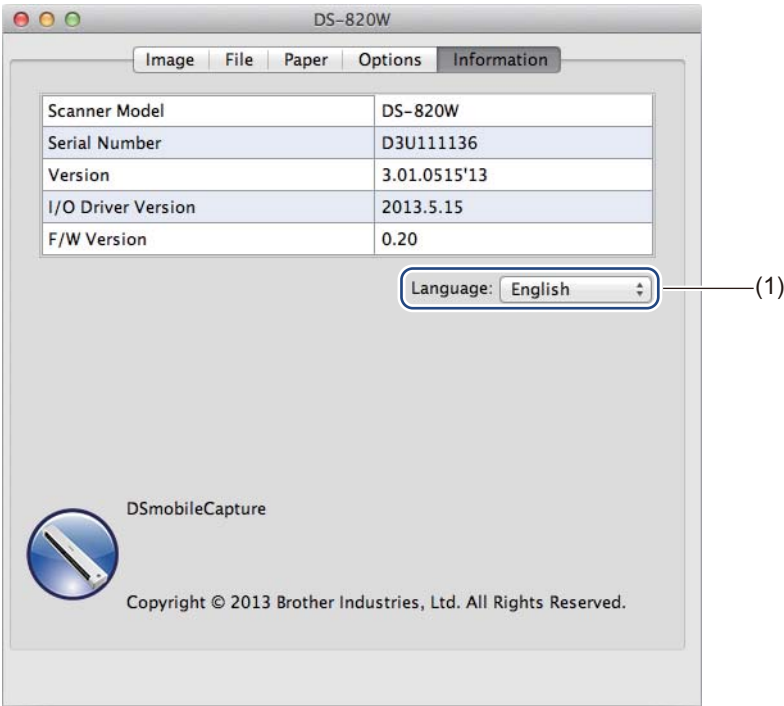 DS-820W
Image File Paper Options Information
Scanner Model DS-820W
Serial Number D3U111136
Version 3.01.0515'13
I/O Driver Version 2013.5.15
F/W Version 0.20
Language: English (1)
DSmobileCapture
Copyright © 2013 Brother Industries, Ltd. All Rights Reserved.